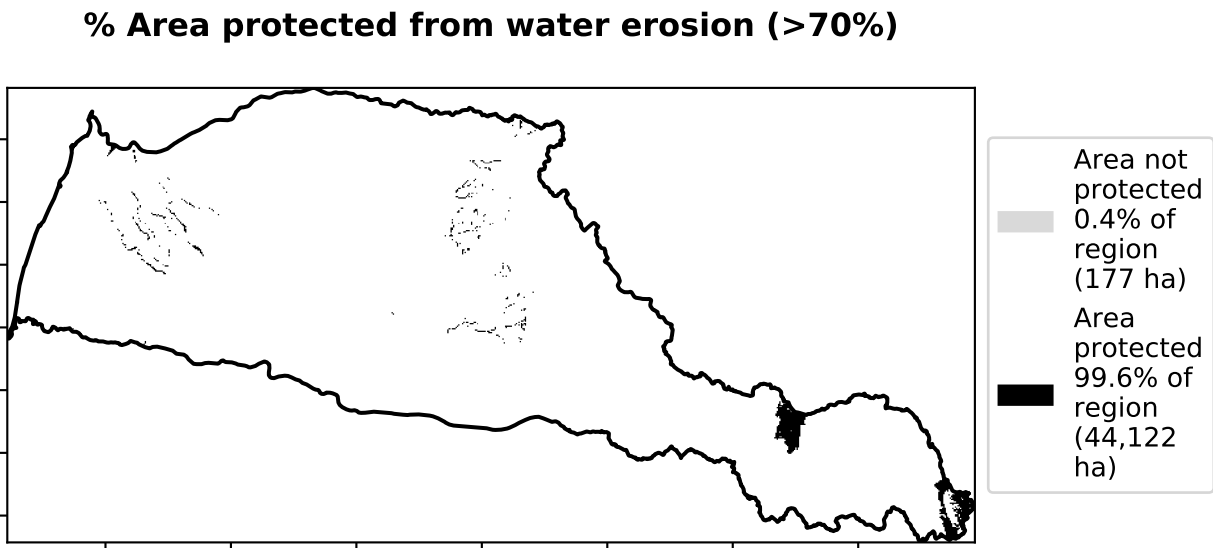 % Area protected from water erosion (>70%)
Area not
protected
0.4% of
region
(177 ha)
Area
protected
99.6% of
region
(44,122
ha)